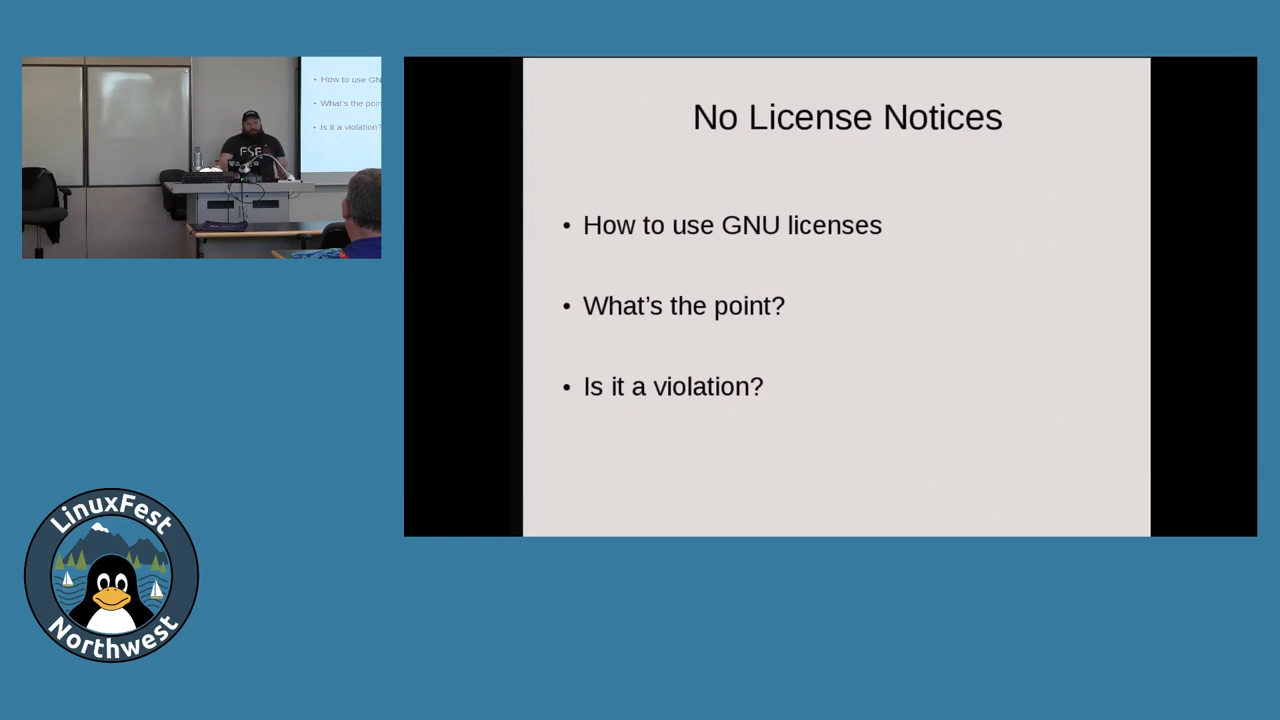 • How to use GN
• What's the poin
• Is it a violation?
FSF
No License Notices
• How to use GNU licenses
• What's the point?
• Is it a violation?
LinuxFest
Northwest